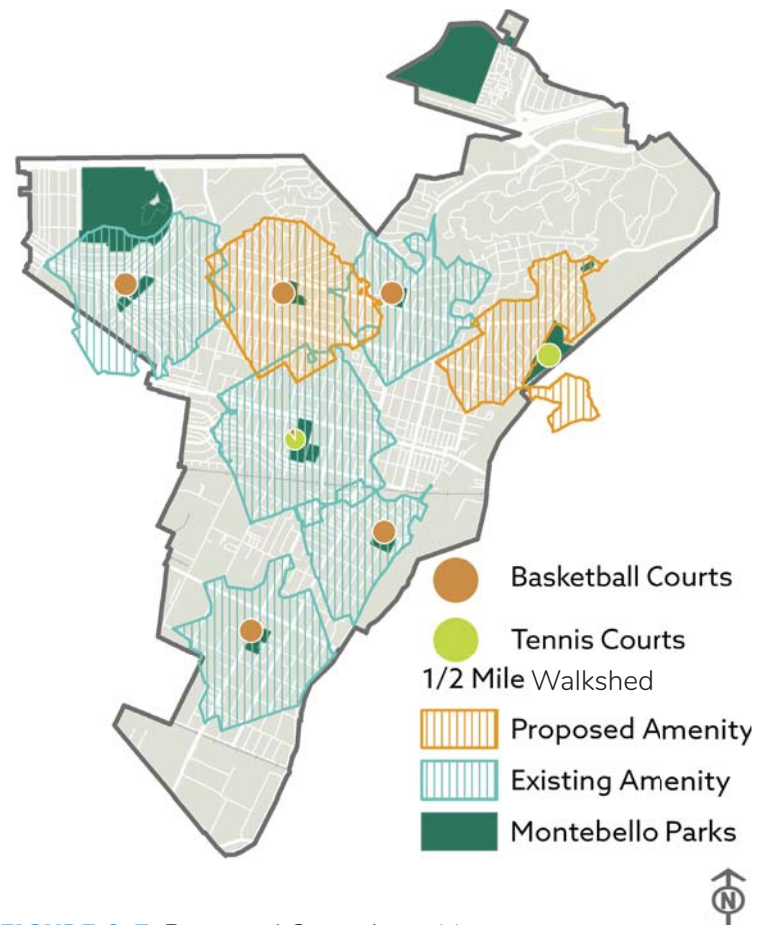 Basketball Courts
Tennis Courts
1/2 Mile Walkshed
Proposed Amenity
Existing Amenity
Montebello Parks
N